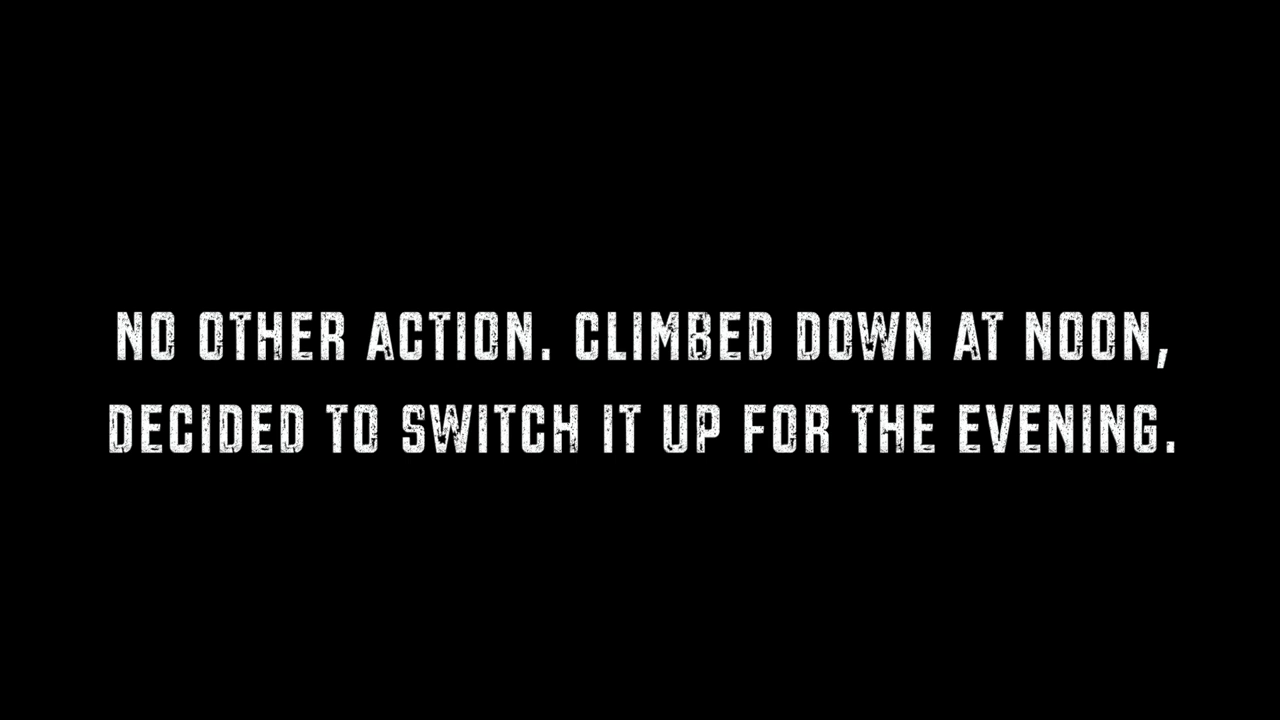 NO OTHER ACTION. CLIMBED DOWN AT NOON,
DECIDED TO SWITCH IT UP FOR THE EVENING.